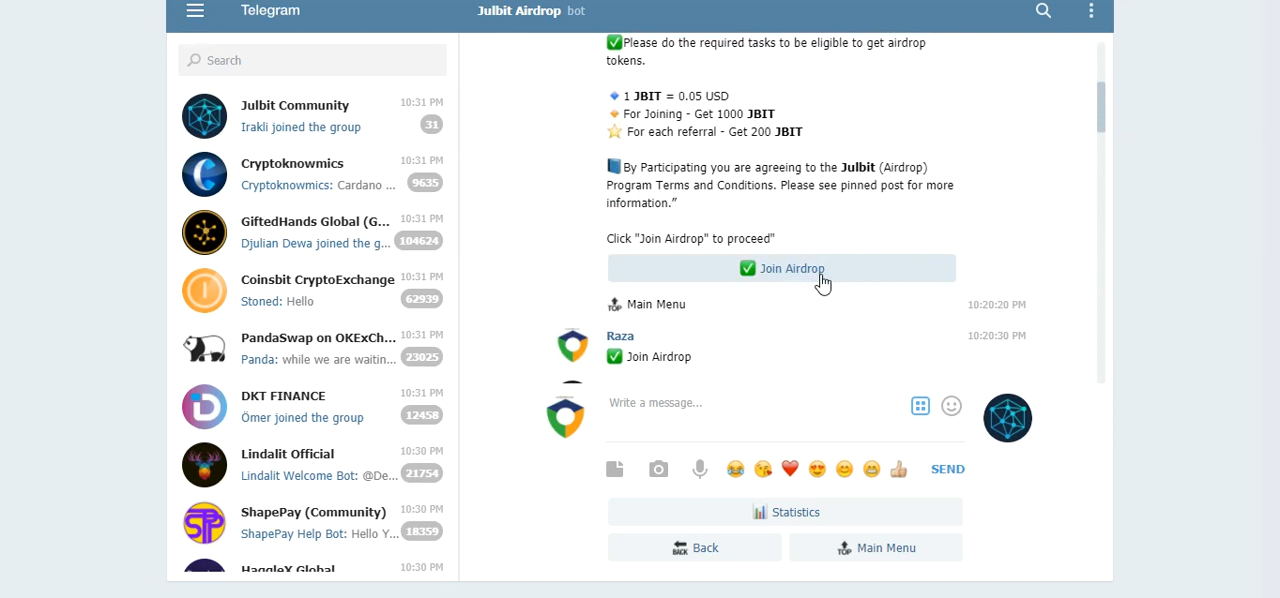 Telegram
Julbit Airdrop bot
Search
Julbit Community 10:31 PM
Irakli joined the group 31
Cryptoknowmics 10:31 PM
Cryptoknowmics: Cardano ... 9635
GiftedHands Global (G... 10:31 PM
Djulian Dewa joined the g... 104624
Coinsbit CryptoExchange 10:31 PM
Stoned: Hello 62939
PandaSwap on OKExCh... 10:31 PM
Panda: while we are waitin... 23025
DKT FINANCE 10:31 PM
Ömer joined the group 12458
Lindalit Official 10:30 PM
Lindalit Welcome Bot: @De... 21754
ShapePay (Community) 10:30 PM
ShapePay Help Bot: Hello Y... 18359
HaggleX Global 10:30 PM
✅Please do the required tasks to be eligible to get airdrop
tokens.
🔹 1 JBIT = 0.05 USD
🔸 For Joining - Get 1000 JBIT
⭐ For each referral - Get 200 JBIT
📘By Participating you are agreeing to the Julbit (Airdrop)
Program Terms and Conditions. Please see pinned post for more
information.”
Click "Join Airdrop" to proceed"
✅ Join Airdrop
🔝 Main Menu 10:20:20 PM
Raza 10:20:30 PM
✅ Join Airdrop
Write a message...
SEND
📊 Statistics
🔙 Back
🔝 Main Menu